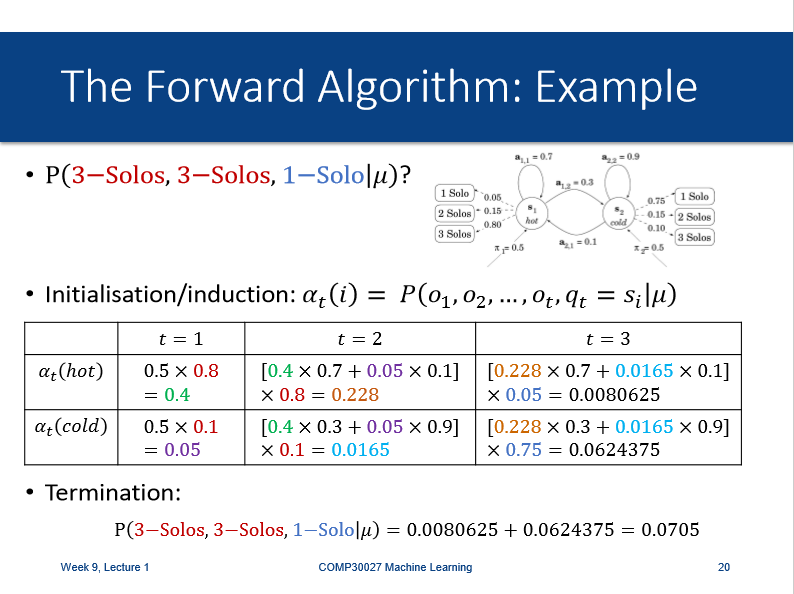 The Forward Algorithm: Example
• P(3−Solos, 3−Solos, 1−Solo|μ)?
a₁,₁ = 0.7
a₂,₂ = 0.9
a₁,₂ = 0.3
1 Solo
0.05
2 Solos
0.15
3 Solos
0.80
s₁
hot
s₂
cold
0.75
1 Solo
0.15
2 Solos
0.10
3 Solos
π₁= 0.5
a₂,₁ = 0.1
π₂= 0.5
• Initialisation/induction: αₜ(i) = P(o₁, o₂, … , oₜ, qₜ = sᵢ|μ)
t = 1
t = 2
t = 3
αₜ(hot)
0.5 × 0.8
= 0.4
[0.4 × 0.7 + 0.05 × 0.1]
× 0.8 = 0.228
[0.228 × 0.7 + 0.0165 × 0.1]
× 0.05 = 0.0080625
αₜ(cold)
0.5 × 0.1
= 0.05
[0.4 × 0.3 + 0.05 × 0.9]
× 0.1 = 0.0165
[0.228 × 0.3 + 0.0165 × 0.9]
× 0.75 = 0.0624375
• Termination:
P(3−Solos, 3−Solos, 1−Solo|μ) = 0.0080625 + 0.0624375 = 0.0705
Week 9, Lecture 1
COMP30027 Machine Learning
20